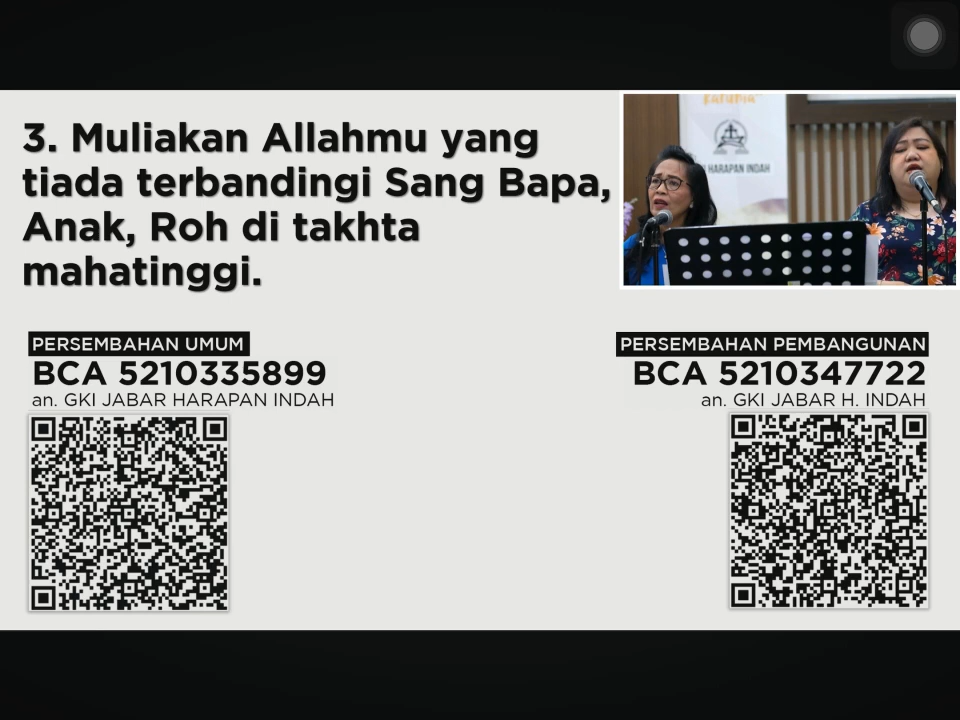 3. Muliakan Allahmu yang
tiada terbandingi Sang Bapa,
Anak, Roh di takhta
mahatinggi.
karunia"
HARAPAN INDAH
PERSEMBAHAN UMUM
BCA 5210335899
an. GKI JABAR HARAPAN INDAH
PERSEMBAHAN PEMBANGUNAN
BCA 5210347722
an. GKI JABAR H. INDAH